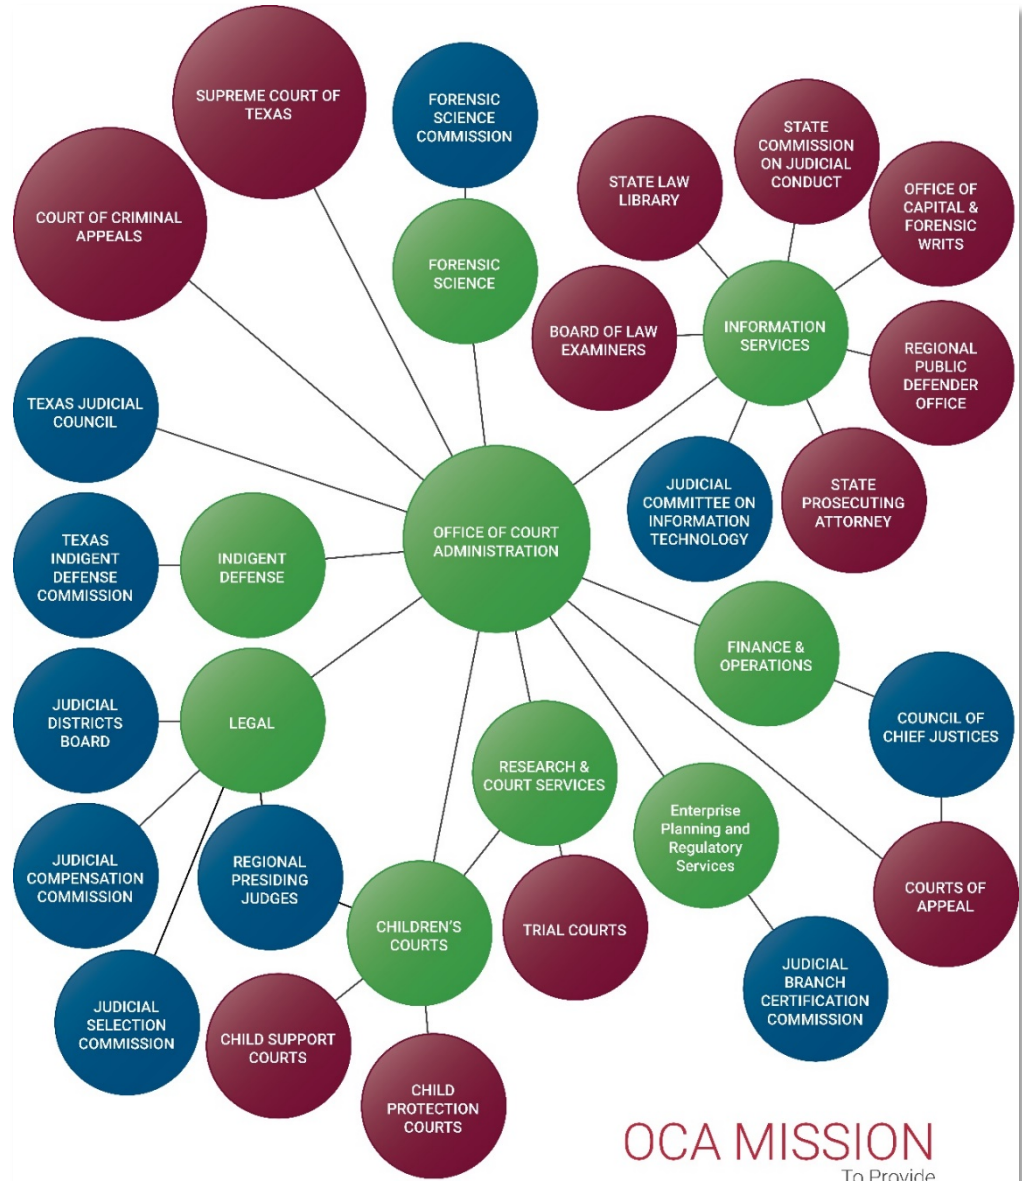 SUPREME COURT OF
TEXAS
FORENSIC
SCIENCE
COMMISSION
STATE
COMMISSION
ON JUDICIAL
CONDUCT
STATE LAW
LIBRARY
OFFICE OF
CAPITAL &
FORENSIC
WRITS
COURT OF CRIMINAL
APPEALS
FORENSIC
SCIENCE
BOARD OF LAW
EXAMINERS
INFORMATION
SERVICES
REGIONAL
PUBLIC
DEFENDER
OFFICE
TEXAS JUDICIAL
COUNCIL
JUDICIAL
COMMITTEE ON
INFORMATION
TECHNOLOGY
STATE
PROSECUTING
ATTORNEY
OFFICE OF COURT
ADMINISTRATION
TEXAS
INDIGENT
DEFENSE
COMMISSION
INDIGENT
DEFENSE
FINANCE &
OPERATIONS
JUDICIAL
DISTRICTS
BOARD
LEGAL
COUNCIL OF
CHIEF JUSTICES
RESEARCH &
COURT SERVICES
Enterprise
Planning and
Regulatory
Services
JUDICIAL
COMPENSATION
COMMISSION
REGIONAL
PRESIDING
JUDGES
CHILDREN'S
COURTS
TRIAL COURTS
COURTS OF
APPEAL
JUDICIAL
BRANCH
CERTIFICATION
COMMISSION
JUDICIAL
SELECTION
COMMISSION
CHILD SUPPORT
COURTS
CHILD
PROTECTION
COURTS
OCA MISSION
To Provide